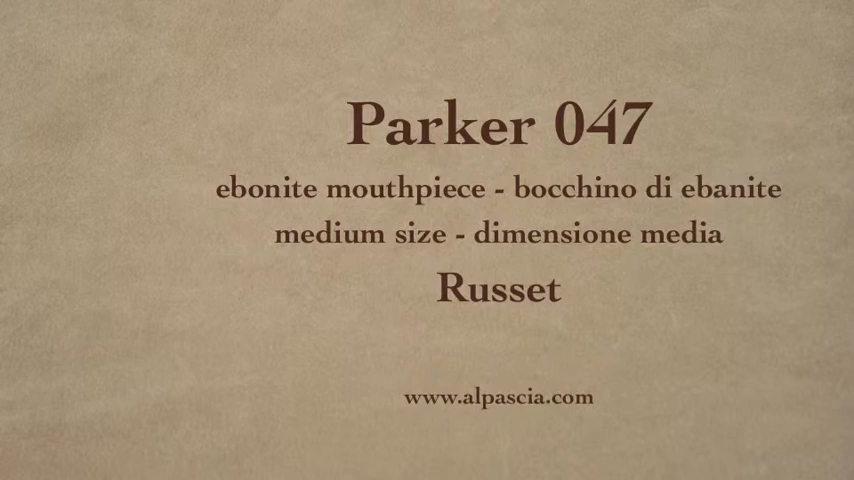 Parker 047
ebonite mouthpiece - bocchino di ebanite
medium size - dimensione media
Russet
www.alpascia.com